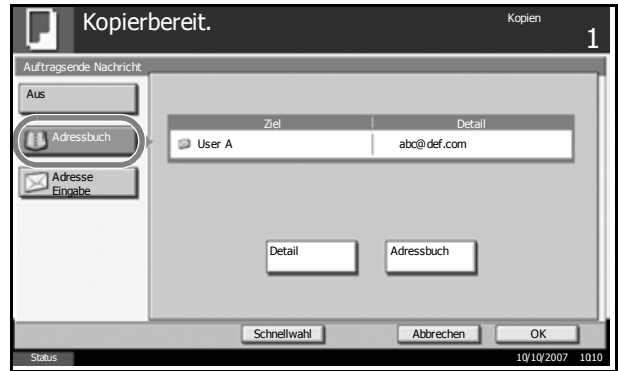 Kopierbereit.
Kopien
1
Auftragsende Nachricht
Aus
Adressbuch
Adresse
Eingabe
Ziel Detail
User A abc@def.com
Detail
Adressbuch
Schnellwahl Abbrechen OK
Status 10/10/2007 10:10